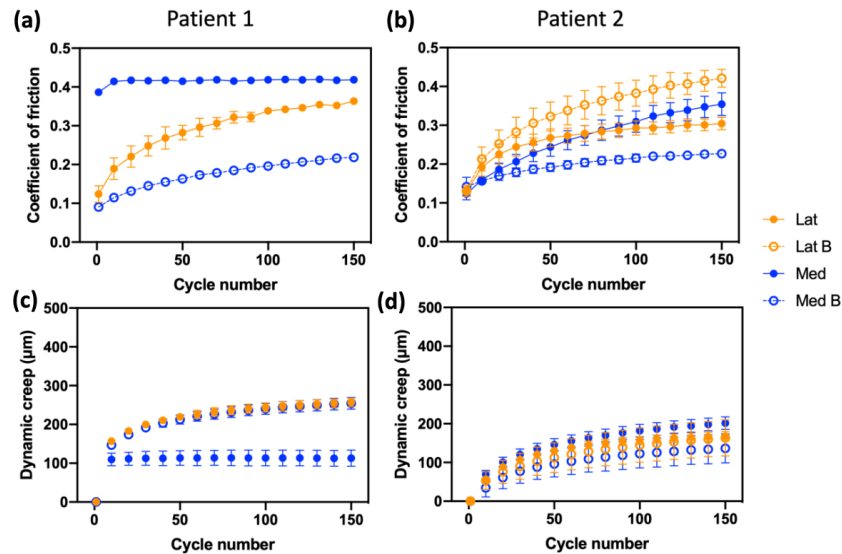 (a) Patient 1
(b) Patient 2
Coefficient of friction
0.5
0.4
0.3
0.2
0.1
0.0
0 50 100 150
Cycle number
Coefficient of friction
0.5
0.4
0.3
0.2
0.1
0.0
0 50 100 150
Cycle number
Lat
Lat B
Med
Med B
(c)
Dynamic creep (µm)
500
400
300
200
100
0
0 50 100 150
Cycle number
(d)
Dynamic creep (µm)
500
400
300
200
100
0
0 50 100 150
Cycle number